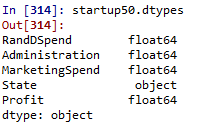 In [314]: startup50.dtypes
Out[314]:
RandDSpend float64
Administration float64
MarketingSpend float64
State object
Profit float64
dtype: object